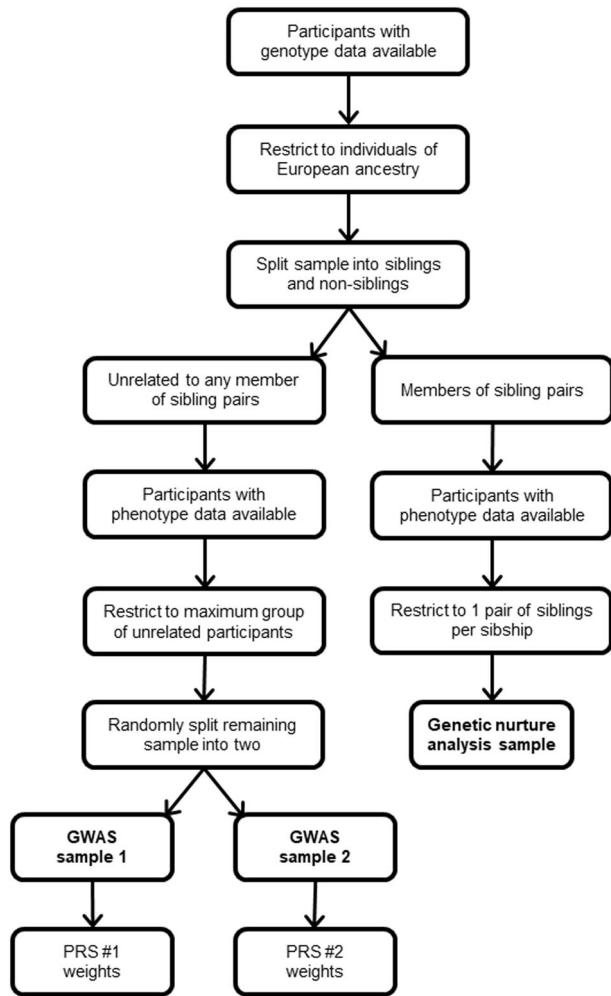 Participants with
genotype data available
Restrict to individuals of
European ancestry
Split sample into siblings
and non-siblings
Unrelated to any member
of sibling pairs
Members of sibling pairs
Participants with
phenotype data available
Participants with
phenotype data available
Restrict to maximum group
of unrelated participants
Restrict to 1 pair of siblings
per sibship
Randomly split remaining
sample into two
Genetic nurture
analysis sample
GWAS
sample 1
GWAS
sample 2
PRS #1
weights
PRS #2
weights